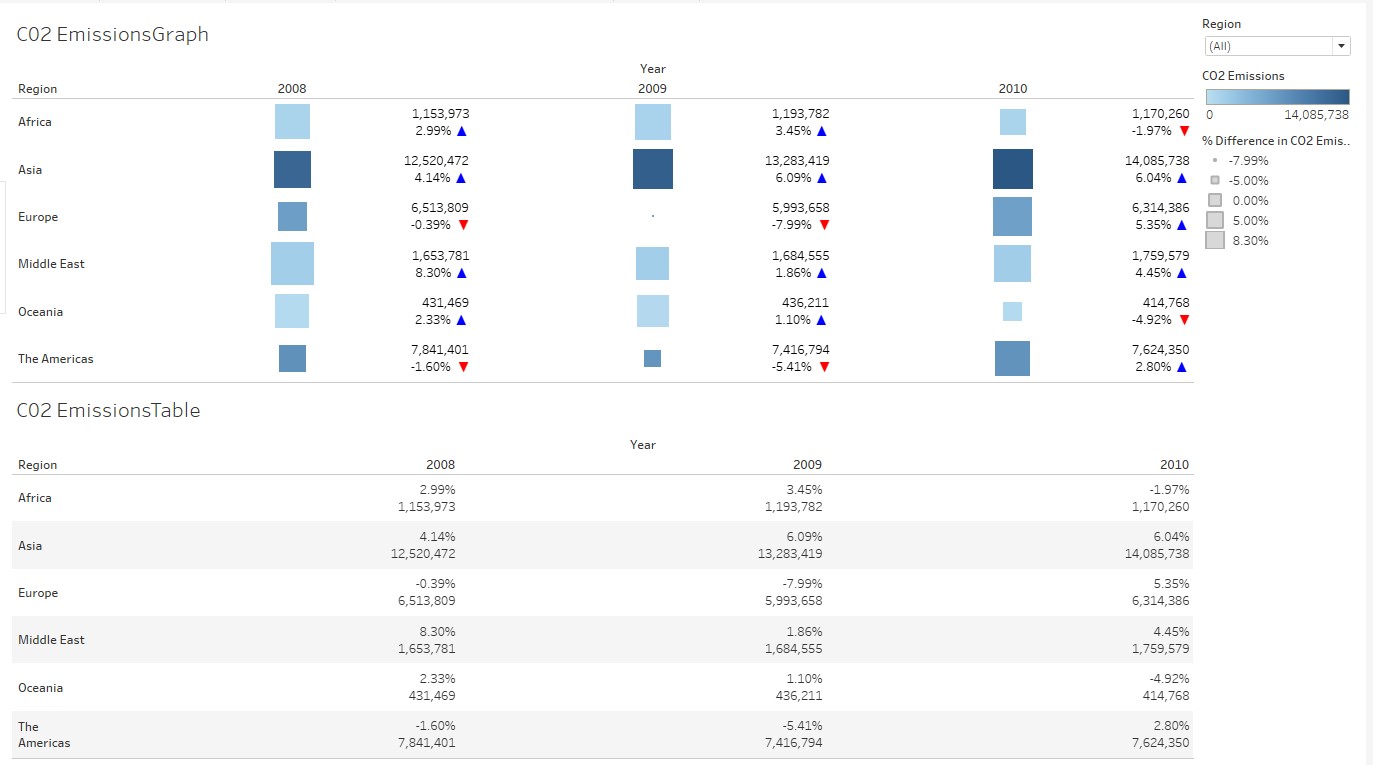 C02 EmissionsGraph
Year
Region 2008 2009 2010
Africa 1,153,973 1,193,782 1,170,260
2.99% ▲ 3.45% ▲ -1.97% ▼
Asia 12,520,472 13,283,419 14,085,738
4.14% ▲ 6.09% ▲ 6.04% ▲
Europe 6,513,809 5,993,658 6,314,386
-0.39% ▼ -7.99% ▼ 5.35% ▲
Middle East 1,653,781 1,684,555 1,759,579
8.30% ▲ 1.86% ▲ 4.45% ▲
Oceania 431,469 436,211 414,768
2.33% ▲ 1.10% ▲ -4.92% ▼
The Americas 7,841,401 7,416,794 7,624,350
-1.60% ▼ -5.41% ▼ 2.80% ▲
Region
(All)
CO2 Emissions
0 14,085,738
% Difference in CO2 Emis..
-7.99%
-5.00%
0.00%
5.00%
8.30%
C02 EmissionsTable
Year
Region 2008 2009 2010
Africa 2.99% 3.45% -1.97%
1,153,973 1,193,782 1,170,260
Asia 4.14% 6.09% 6.04%
12,520,472 13,283,419 14,085,738
Europe -0.39% -7.99% 5.35%
6,513,809 5,993,658 6,314,386
Middle East 8.30% 1.86% 4.45%
1,653,781 1,684,555 1,759,579
Oceania 2.33% 1.10% -4.92%
431,469 436,211 414,768
The -1.60% -5.41% 2.80%
Americas 7,841,401 7,416,794 7,624,350